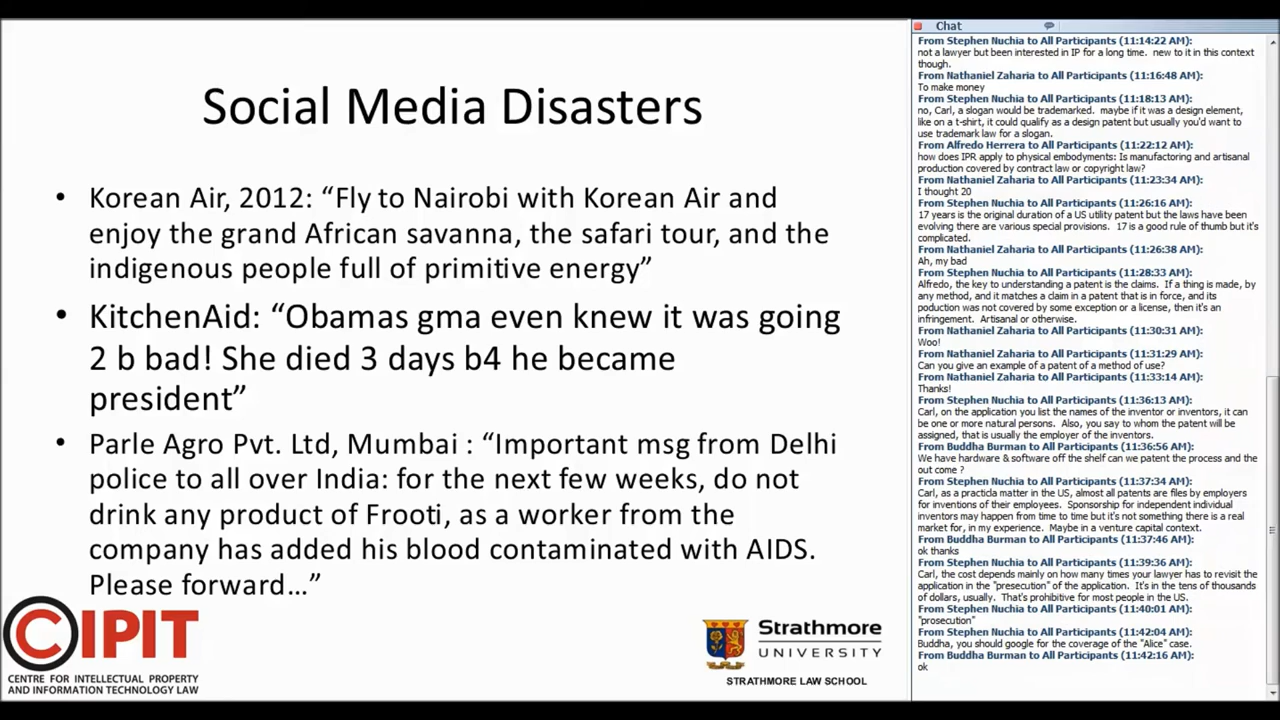 Social Media Disasters
• Korean Air, 2012: “Fly to Nairobi with Korean Air and
enjoy the grand African savanna, the safari tour, and the
indigenous people full of primitive energy”
• KitchenAid: “Obamas gma even knew it was going
2 b bad! She died 3 days b4 he became
president”
• Parle Agro Pvt. Ltd, Mumbai : “Important msg from Delhi
police to all over India: for the next few weeks, do not
drink any product of Frooti, as a worker from the
company has added his blood contaminated with AIDS.
Please forward…”
CIPIT
CENTRE FOR INTELLECTUAL PROPERTY
AND INFORMATION TECHNOLOGY LAW
Strathmore
UNIVERSITY
STRATHMORE LAW SCHOOL
Chat
From Stephen Nuchia to All Participants (11:14:22 AM):
not a lawyer but been interested in IP for a long time. new to it in this context
though.
From Nathaniel Zaharia to All Participants (11:16:48 AM):
To make money
From Stephen Nuchia to All Participants (11:18:13 AM):
no, Carl, a slogan would be trademarked. maybe if it was a design element,
like on a t-shirt, it could qualify as a design patent but usually you'd want to
use trademark law for a slogan.
From Alfredo Herrera to All Participants (11:22:12 AM):
how does IPR apply to physical embodyments: Is manufactoring and artisanal
production covered by contract law or copyright law?
From Nathaniel Zaharia to All Participants (11:23:34 AM):
I thought 20
From Stephen Nuchia to All Participants (11:26:16 AM):
17 years is the original duration of a US utility patent but the laws have been
evolving there are various special provisions. 17 is a good rule of thumb but it's
complicated.
From Nathaniel Zaharia to All Participants (11:26:38 AM):
Ah, my bad
From Stephen Nuchia to All Participants (11:28:33 AM):
Alfredo, the key to understanding a patent is the claims. If a thing is made, by
any method, and it matches a claim in a patent that is in force, and its
poduction was not covered by some exception or a license, then it's an
infringement. Artisanal or otherwise.
From Nathaniel Zaharia to All Participants (11:30:31 AM):
Woo!
From Nathaniel Zaharia to All Participants (11:31:29 AM):
Can you give an example of a patent of a method of use?
From Nathaniel Zaharia to All Participants (11:33:14 AM):
Thanks!
From Stephen Nuchia to All Participants (11:36:13 AM):
Carl, on the application you list the names of the inventor or inventors, it can
be one or more natural persons. Also, you say to whom the patent will be
assigned, that is usually the employer of the inventors.
From Buddha Burman to All Participants (11:36:56 AM):
We have hardware & software off the shelf can we patent the process and the
out come ?
From Stephen Nuchia to All Participants (11:37:34 AM):
Carl, as a practicla matter in the US, almost all patents are files by employers
for inventions of their employees. Sponsorship for independent individual
inventors may happen from time to time but it's not something there is a real
market for, in my experience. Maybe in a venture capital context.
From Buddha Burman to All Participants (11:37:46 AM):
ok thanks
From Stephen Nuchia to All Participants (11:39:36 AM):
Carl, the cost depends mainly on how many times your lawyer has to revisit the
application in the "presecution" of the application. It's in the tens of thousands
of dollars, usually. That's prohibitive for most people in the US.
From Stephen Nuchia to All Participants (11:40:01 AM):
"prosecution"
From Stephen Nuchia to All Participants (11:42:04 AM):
Buddha, you should google for the coverage of the "Alice" case.
From Buddha Burman to All Participants (11:42:16 AM):
ok